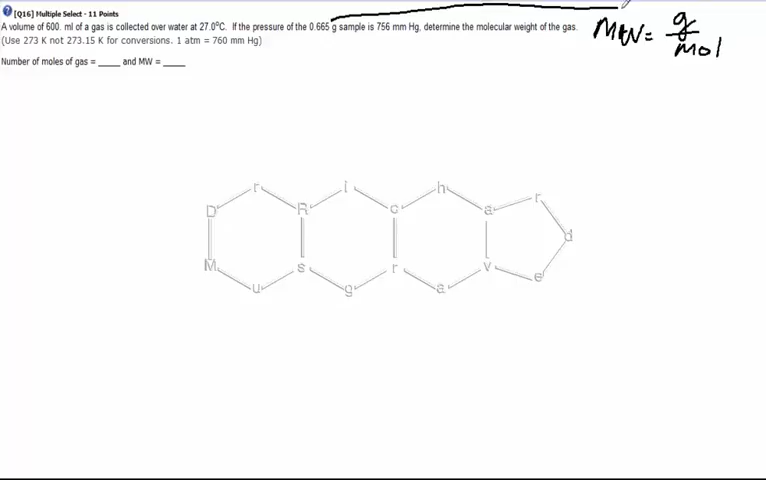 [Q16] Multiple Select - 11 Points
A volume of 600. ml of a gas is collected over water at 27.0°C. If the pressure of the 0.665 g sample is 756 mm Hg, determine the molecular weight of the gas.
(Use 273 K not 273.15 K for conversions. 1 atm = 760 mm Hg)
Number of moles of gas = ____ and MW = ____
MW = g
mol
D r R i c h a r d
M u s g r a v e